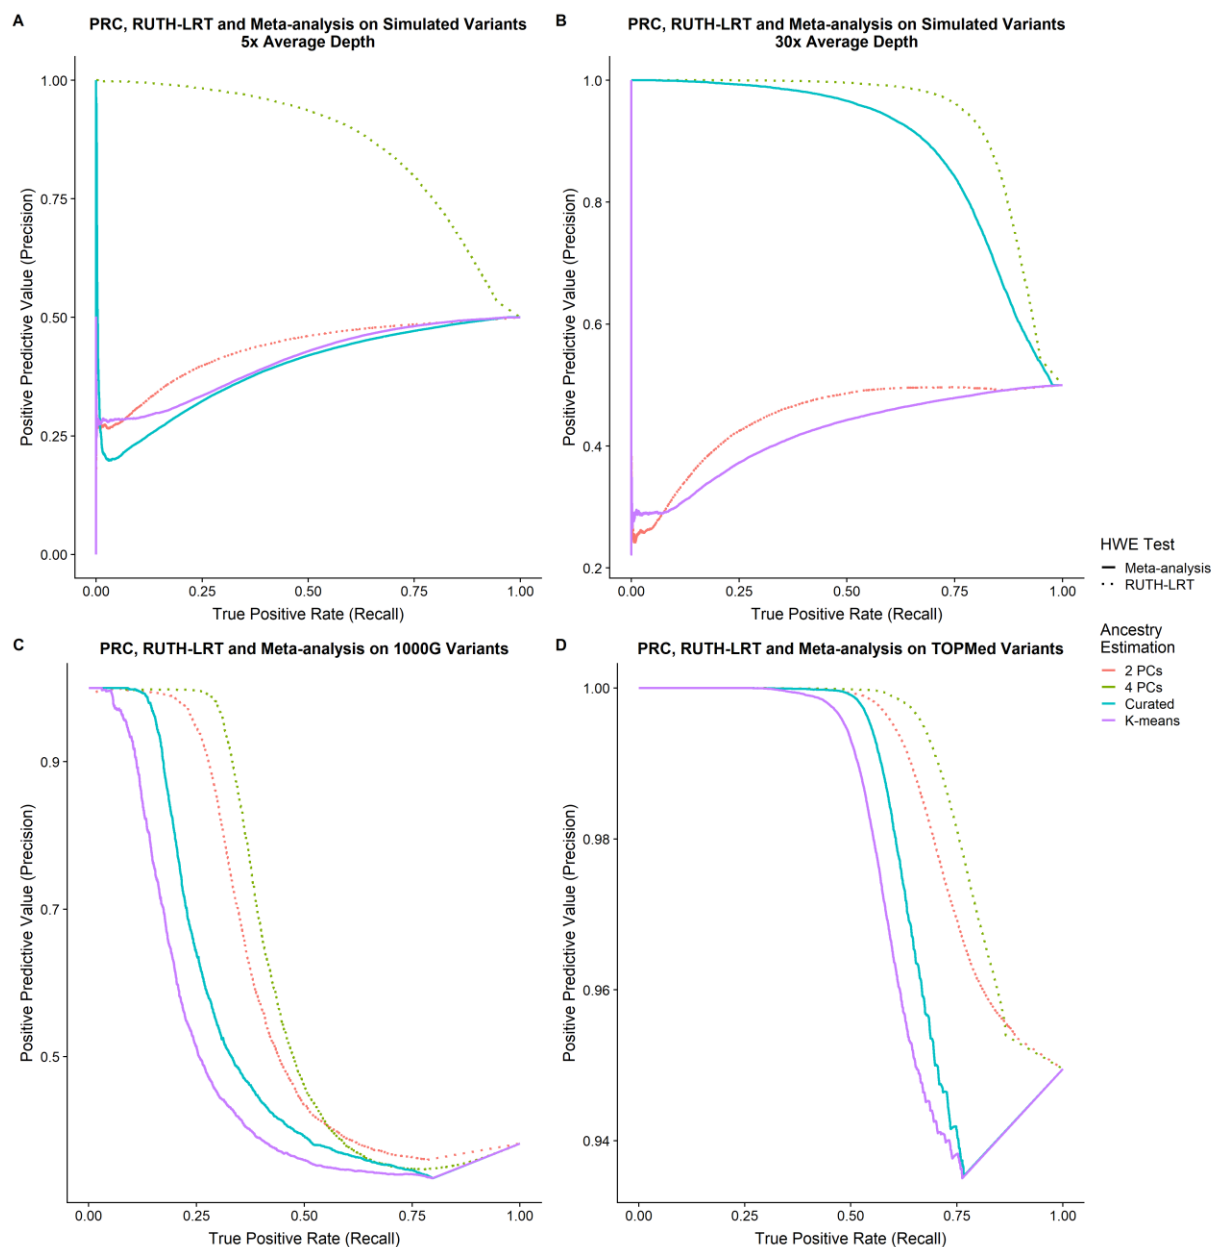 A
PRC, RUTH-LRT and Meta-analysis on Simulated Variants
5x Average Depth
Positive Predictive Value (Precision)
1.00
0.75
0.50
0.25
0.00
0.00
0.25
0.50
0.75
1.00
True Positive Rate (Recall)
B
PRC, RUTH-LRT and Meta-analysis on Simulated Variants
30x Average Depth
Positive Predictive Value (Precision)
1.0
0.8
0.6
0.4
0.2
0.00
0.25
0.50
0.75
1.00
True Positive Rate (Recall)
HWE Test
Meta-analysis
RUTH-LRT
Ancestry
Estimation
2 PCs
4 PCs
Curated
K-means
C
PRC, RUTH-LRT and Meta-analysis on 1000G Variants
Positive Predictive Value (Precision)
0.9
0.7
0.5
0.00
0.25
0.50
0.75
1.00
True Positive Rate (Recall)
D
PRC, RUTH-LRT and Meta-analysis on TOPMed Variants
Positive Predictive Value (Precision)
1.00
0.98
0.96
0.94
0.00
0.25
0.50
0.75
1.00
True Positive Rate (Recall)